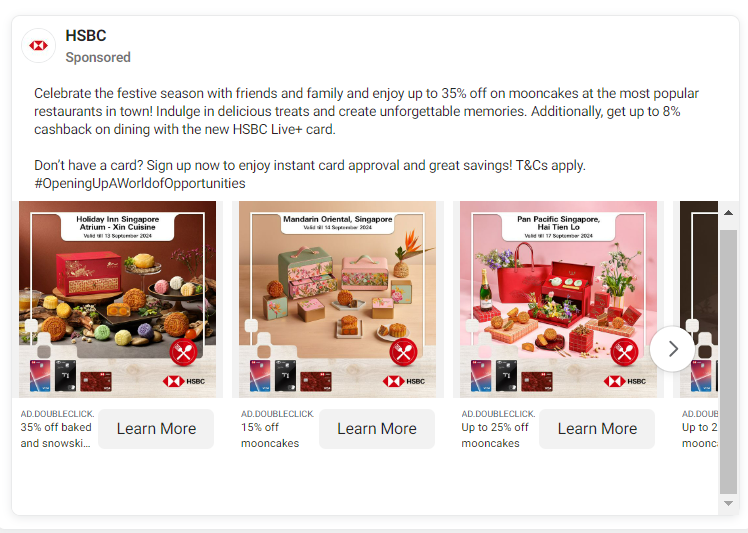 HSBC
Sponsored
Celebrate the festive season with friends and family and enjoy up to 35% off on mooncakes at the most popular
restaurants in town! Indulge in delicious treats and create unforgettable memories. Additionally, get up to 8%
cashback on dining with the new HSBC Live+ card.
Don't have a card? Sign up now to enjoy instant card approval and great savings! T&Cs apply.
#OpeningUpAWorldofOpportunities
Holiday Inn Singapore
Atrium - Xin Cuisine
Valid till 13 September 2024
HSBC
AD.DOUBLECLICK.
35% off baked
and snowski...
Learn More
Mandarin Oriental, Singapore
Valid till 14 September 2024
HSBC
AD.DOUBLECLICK.
15% off
mooncakes
Learn More
Pan Pacific Singapore,
Hai Tien Lo
Valid till 17 September 2024
HSBC
AD.DOUBLECLICK.
Up to 25% off
mooncakes
Learn More
AD.DOUB
Up to 2
moonc